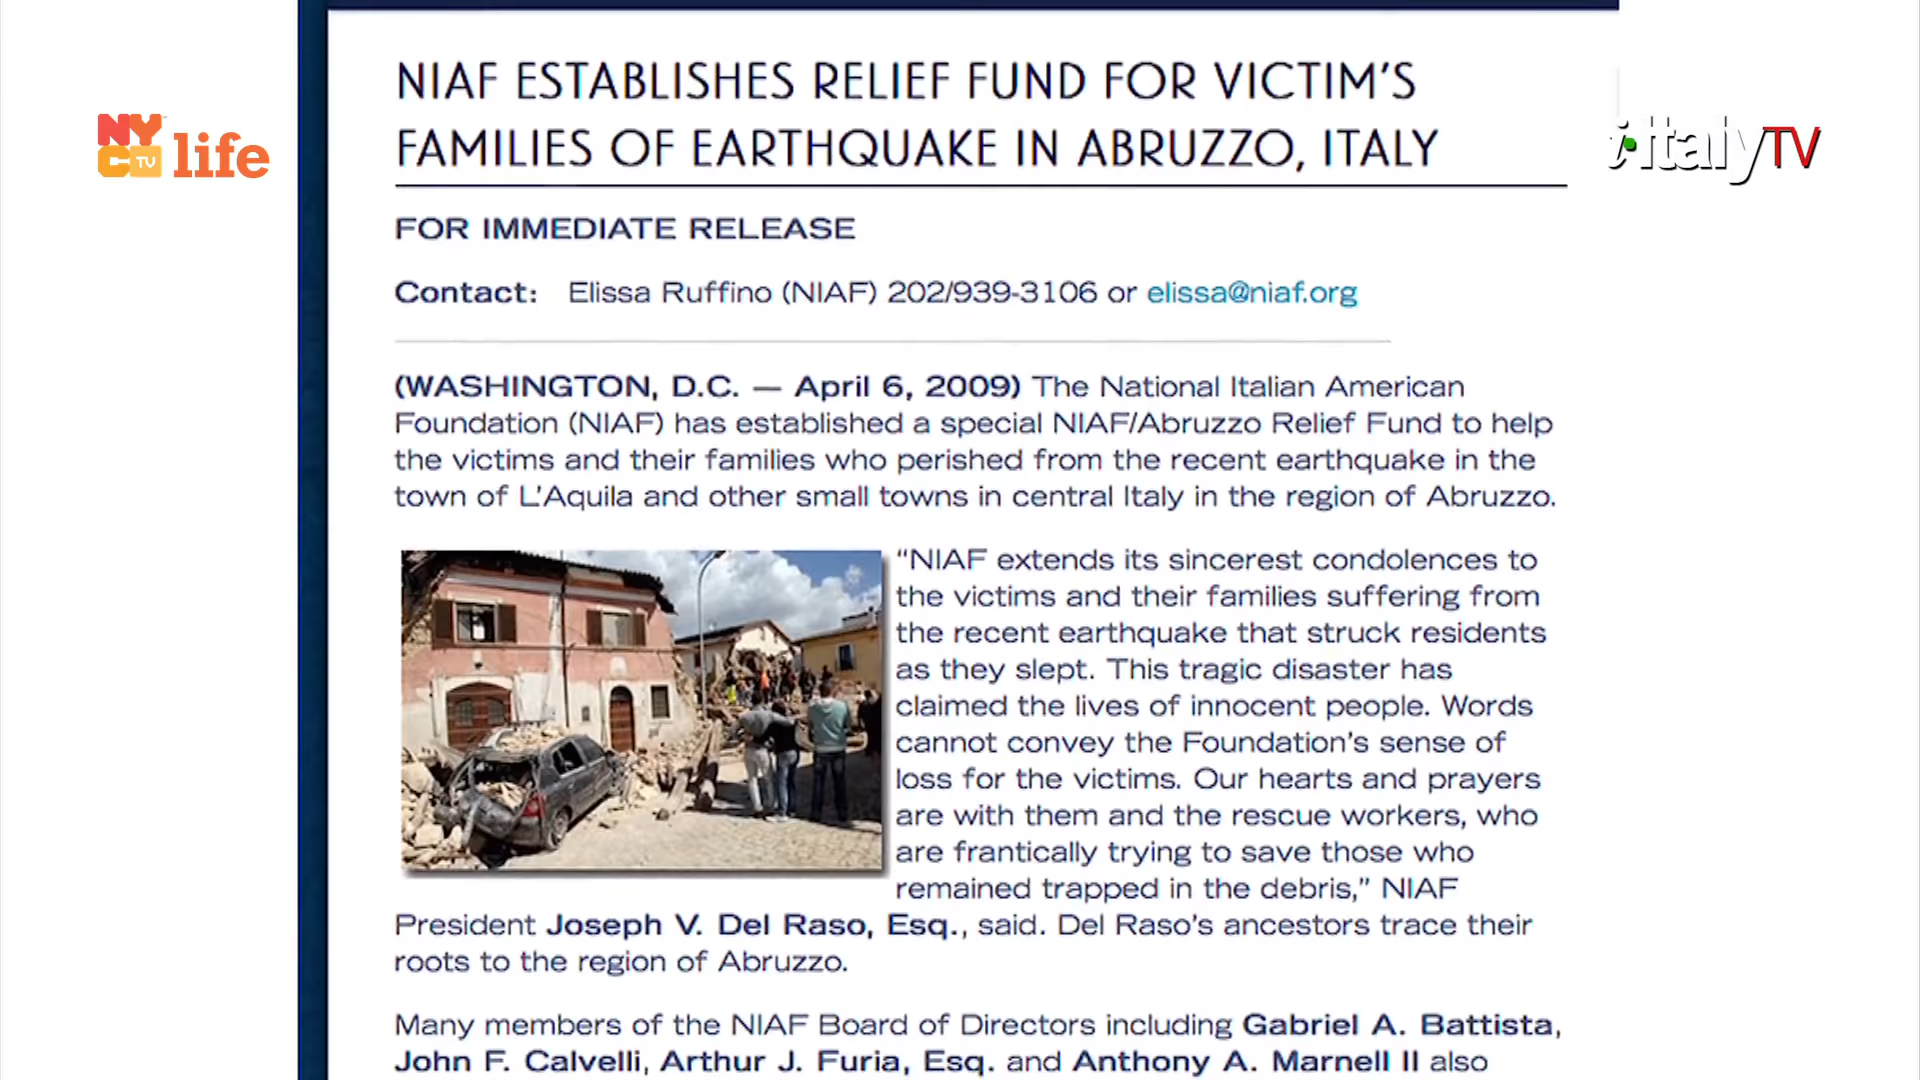 NIAF ESTABLISHES RELIEF FUND FOR VICTIM'S
FAMILIES OF EARTHQUAKE IN ABRUZZO, ITALY
NYC TV life
i-ItalyTV
FOR IMMEDIATE RELEASE
Contact: Elissa Ruffino (NIAF) 202/939-3106 or elissa@niaf.org
(WASHINGTON, D.C. — April 6, 2009) The National Italian American
Foundation (NIAF) has established a special NIAF/Abruzzo Relief Fund to help
the victims and their families who perished from the recent earthquake in the
town of L'Aquila and other small towns in central Italy in the region of Abruzzo.
“NIAF extends its sincerest condolences to
the victims and their families suffering from
the recent earthquake that struck residents
as they slept. This tragic disaster has
claimed the lives of innocent people. Words
cannot convey the Foundation's sense of
loss for the victims. Our hearts and prayers
are with them and the rescue workers, who
are frantically trying to save those who
remained trapped in the debris,” NIAF
President Joseph V. Del Raso, Esq., said. Del Raso's ancestors trace their
roots to the region of Abruzzo.
Many members of the NIAF Board of Directors including Gabriel A. Battista,
John F. Calvelli, Arthur J. Furia, Esq. and Anthony A. Marnell II also